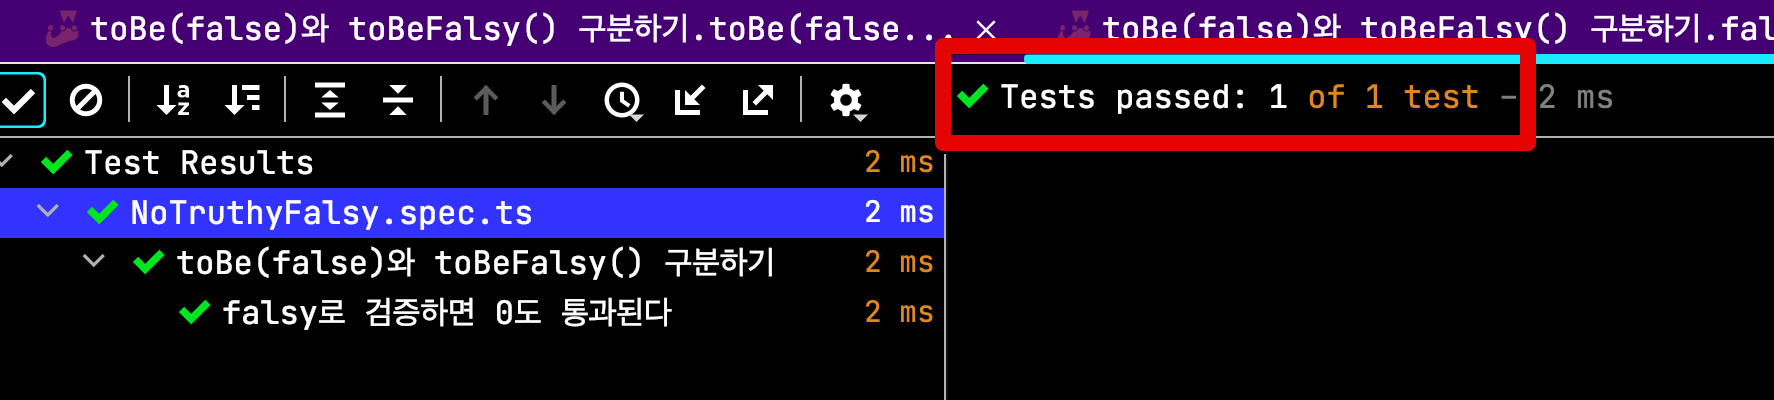 toBe(false)와 toBeFalsy() 구분하기.toBe(false...
toBe(false)와 toBeFalsy() 구분하기.fal
Tests passed: 1 of 1 test – 2 ms
Test Results 2 ms
NoTruthyFalsy.spec.ts 2 ms
toBe(false)와 toBeFalsy() 구분하기 2 ms
falsy로 검증하면 0도 통과된다 2 ms